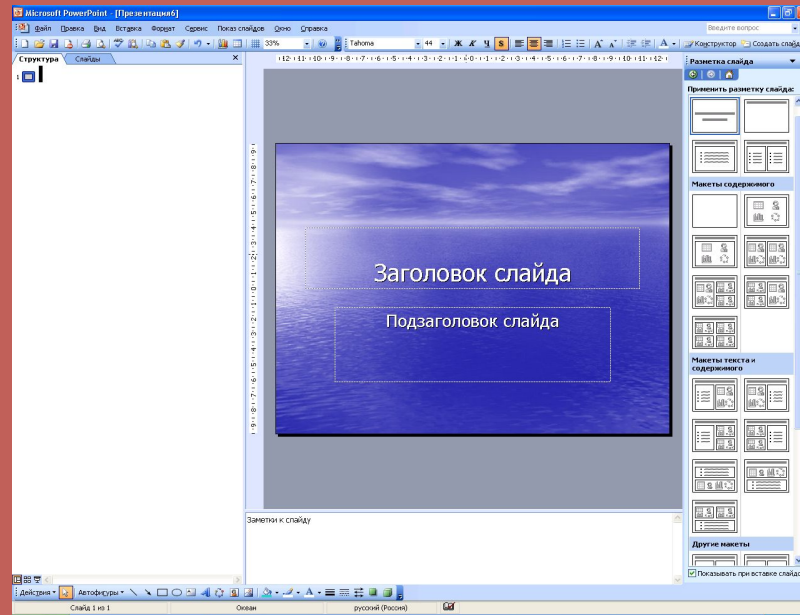 Microsoft PowerPoint - [Презентация6]
Файл Правка Вид Вставка Формат Сервис Показ слайдов Окно Справка
Введите вопрос
33%
Tahoma
44
Ж К Ч S
Конструктор
Создать слайд
Структура
Слайды
Разметка слайда
Применить разметку слайда:
1
Макеты содержимого
Заголовок слайда
Подзаголовок слайда
Макеты текста и
содержимого
Заметки к слайду
Другие макеты
Показывать при вставке слайдо
Действия
Автофигуры
Слайд 1 из 1
Океан
русский (Россия)